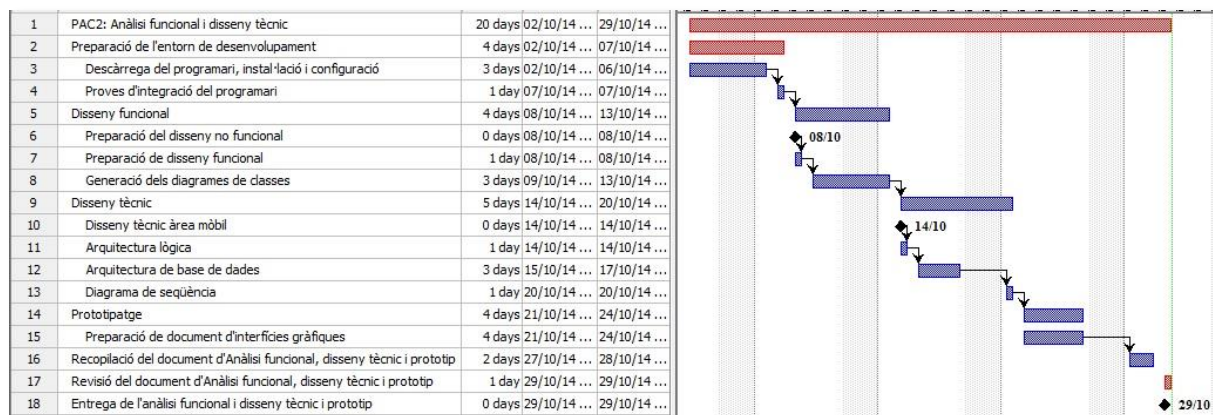 1 PAC2: Anàlisi funcional i disseny tècnic 20 days 02/10/14 ... 29/10/14 ...
2 Preparació de l'entorn de desenvolupament 4 days 02/10/14 ... 07/10/14 ...
3 Descàrrega del programari, instal·lació i configuració 3 days 02/10/14 ... 06/10/14 ...
4 Proves d'integració del programari 1 day 07/10/14 ... 07/10/14 ...
5 Disseny funcional 4 days 08/10/14 ... 13/10/14 ...
6 Preparació del disseny no funcional 0 days 08/10/14 ... 08/10/14 ... 08/10
7 Preparació de disseny funcional 1 day 08/10/14 ... 08/10/14 ...
8 Generació dels diagrames de classes 3 days 09/10/14 ... 13/10/14 ...
9 Disseny tècnic 5 days 14/10/14 ... 20/10/14 ...
10 Disseny tècnic àrea mòbil 0 days 14/10/14 ... 14/10/14 ... 14/10
11 Arquitectura lògica 1 day 14/10/14 ... 14/10/14 ...
12 Arquitectura de base de dades 3 days 15/10/14 ... 17/10/14 ...
13 Diagrama de seqüència 1 day 20/10/14 ... 20/10/14 ...
14 Prototipatge 4 days 21/10/14 ... 24/10/14 ...
15 Preparació de document d'interfícies gràfiques 4 days 21/10/14 ... 24/10/14 ...
16 Recopilació del document d'Anàlisi funcional, disseny tècnic i prototip 2 days 27/10/14 ... 28/10/14 ...
17 Revisió del document d'Anàlisi funcional, disseny tècnic i prototip 1 day 29/10/14 ... 29/10/14 ...
18 Entrega de l'anàlisi funcional i disseny tècnic i prototip 0 days 29/10/14 ... 29/10/14 ... 29/10